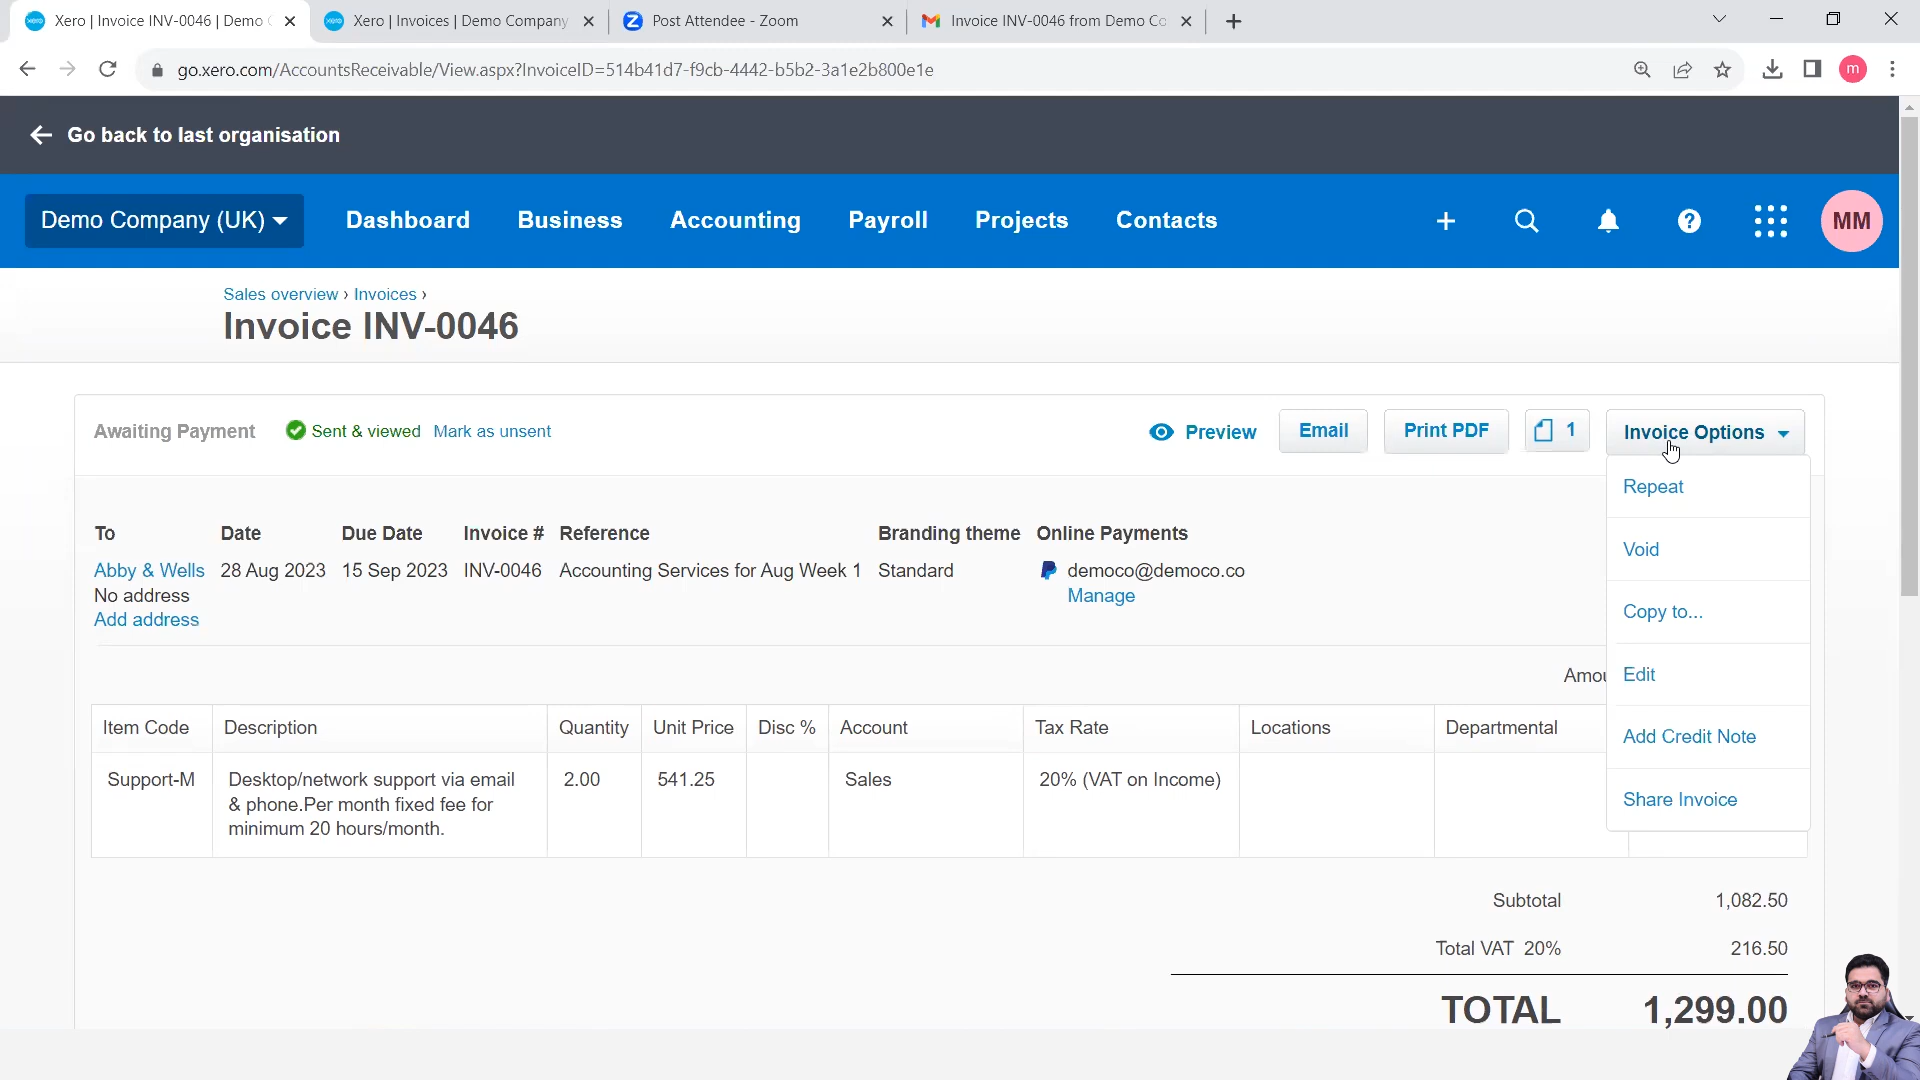 Xero | Invoice INV-0046 | Demo
Xero | Invoices | Demo Company
Post Attendee - Zoom
Invoice INV-0046 from Demo Co
go.xero.com/AccountsReceivable/View.aspx?InvoiceID=514b41d7-f9cb-4442-b5b2-3a1e2b800e1e
m
Go back to last organisation
Demo Company (UK)
Dashboard
Business
Accounting
Payroll
Projects
Contacts
MM
Sales overview › Invoices ›
Invoice INV-0046
Awaiting Payment
Sent & viewed
Mark as unsent
Preview
Email
Print PDF
1
Invoice Options
Repeat
Void
Copy to...
Edit
Add Credit Note
Share Invoice
To
Date
Due Date
Invoice #
Reference
Branding theme
Online Payments
Abby & Wells
28 Aug 2023
15 Sep 2023
INV-0046
Accounting Services for Aug Week 1
Standard
democo@democo.co
No address
Manage
Add address
Amou
Item Code
Description
Quantity
Unit Price
Disc %
Account
Tax Rate
Locations
Departmental
Support-M
Desktop/network support via email
& phone.Per month fixed fee for
minimum 20 hours/month.
2.00
541.25
Sales
20% (VAT on Income)
Subtotal
1,082.50
Total VAT 20%
216.50
TOTAL
1,299.00